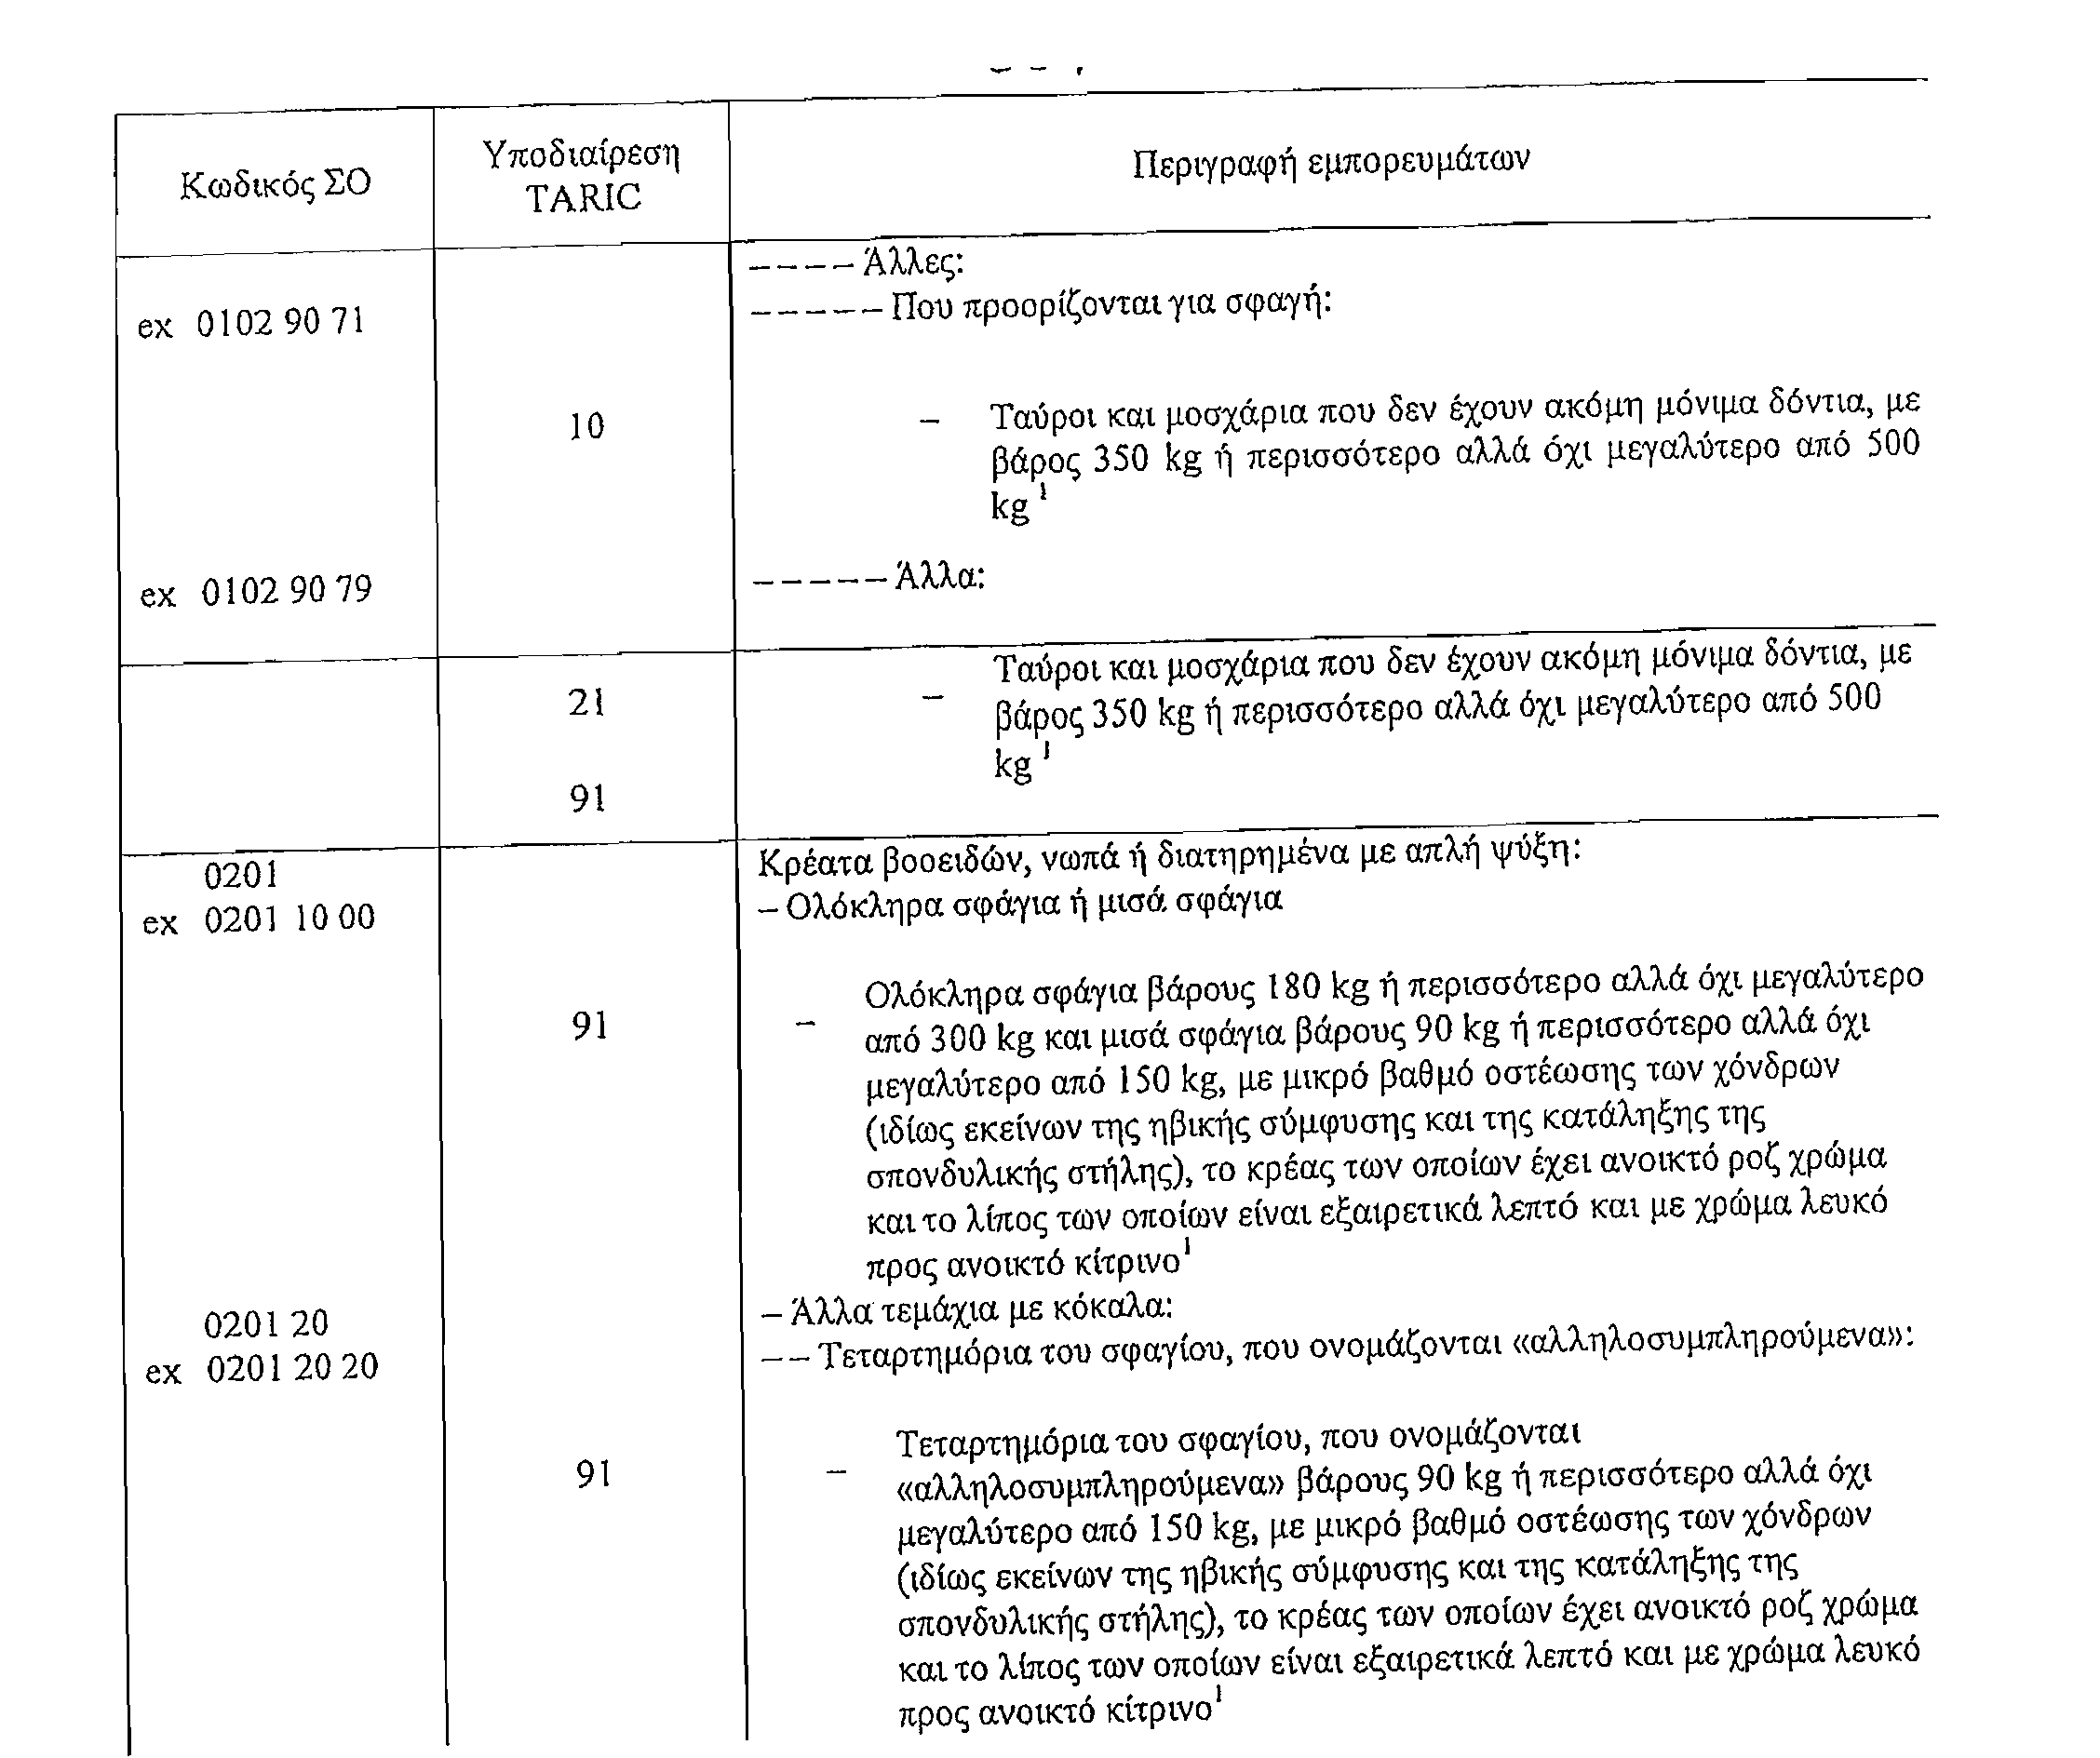 Κωδικός ΣΟ
Υποδιαίρεση
TARIC
Περιγραφή εμπορευμάτων
– – – – Άλλες:
ex 0102 90 71
– – – – – Που προορίζονται για σφαγή:
10
– Ταύροι και μοσχάρια που δεν έχουν ακόμη μόνιμα δόντια, με
βάρος 350 kg ή περισσότερο αλλά όχι μεγαλύτερο από 500
kg ¹
ex 0102 90 79
– – – – – Άλλα:
21
– Ταύροι και μοσχάρια που δεν έχουν ακόμη μόνιμα δόντια, με
βάρος 350 kg ή περισσότερο αλλά όχι μεγαλύτερο από 500
kg ¹
91
0201
Κρέατα βοοειδών, νωπά ή διατηρημένα με απλή ψύξη:
ex 0201 10 00
– Ολόκληρα σφάγια ή μισά σφάγια
91
– Ολόκληρα σφάγια βάρους 180 kg ή περισσότερο αλλά όχι μεγαλύτερο
από 300 kg και μισά σφάγια βάρους 90 kg ή περισσότερο αλλά όχι
μεγαλύτερο από 150 kg, με μικρό βαθμό οστέωσης των χόνδρων
(ιδίως εκείνων της ηβικής σύμφυσης και της κατάληξης της
σπονδυλικής στήλης), το κρέας των οποίων έχει ανοικτό ροζ χρώμα
και το λίπος των οποίων είναι εξαιρετικά λεπτό και με χρώμα λευκό
προς ανοικτό κίτρινο¹
0201 20
– Άλλα τεμάχια με κόκαλα:
ex 0201 20 20
– – Τεταρτημόρια του σφαγίου, που ονομάζονται «αλληλοσυμπληρούμενα»:
91
– Τεταρτημόρια του σφαγίου, που ονομάζονται
«αλληλοσυμπληρούμενα» βάρους 90 kg ή περισσότερο αλλά όχι
μεγαλύτερο από 150 kg, με μικρό βαθμό οστέωσης των χόνδρων
(ιδίως εκείνων της ηβικής σύμφυσης και της κατάληξης της
σπονδυλικής στήλης), το κρέας των οποίων έχει ανοικτό ροζ χρώμα
και το λίπος των οποίων είναι εξαιρετικά λεπτό και με χρώμα λευκό
προς ανοικτό κίτρινο¹